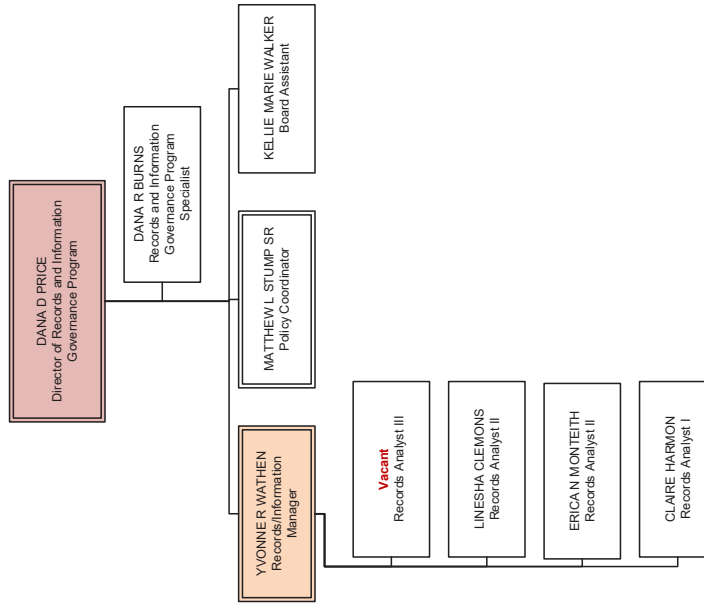 DANA D PRICE
Director of Records and Information
Governance Program
DANA R BURNS
Records and Information
Governance Program
Specialist
YVONNE R WATHEN
Records/Information
Manager
MATTHEW L STUMP SR
Policy Coordinator
KELLIE MARIE WALKER
Board Assistant
Vacant
Records Analyst III
LINESHA CLEMONS
Records Analyst II
ERICA N MONTEITH
Records Analyst II
CLAIRE HARMON
Records Analyst I